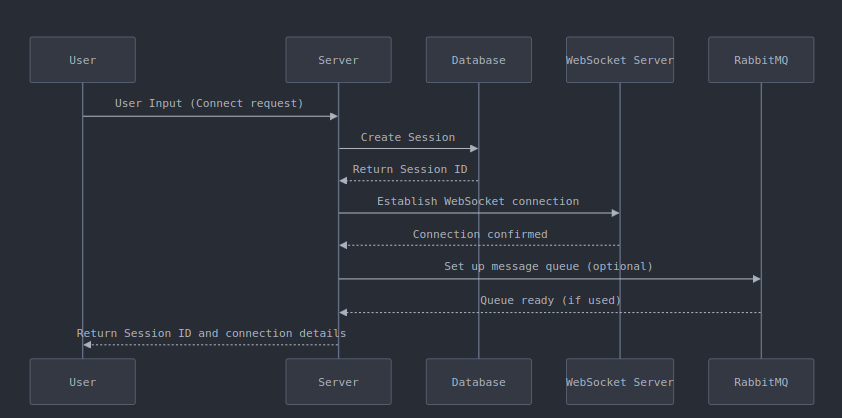 User
Server
Database
WebSocket Server
RabbitMQ
User Input (Connect request)
Create Session
Return Session ID
Establish WebSocket connection
Connection confirmed
Set up message queue (optional)
Queue ready (if used)
Return Session ID and connection details
User
Server
Database
WebSocket Server
RabbitMQ